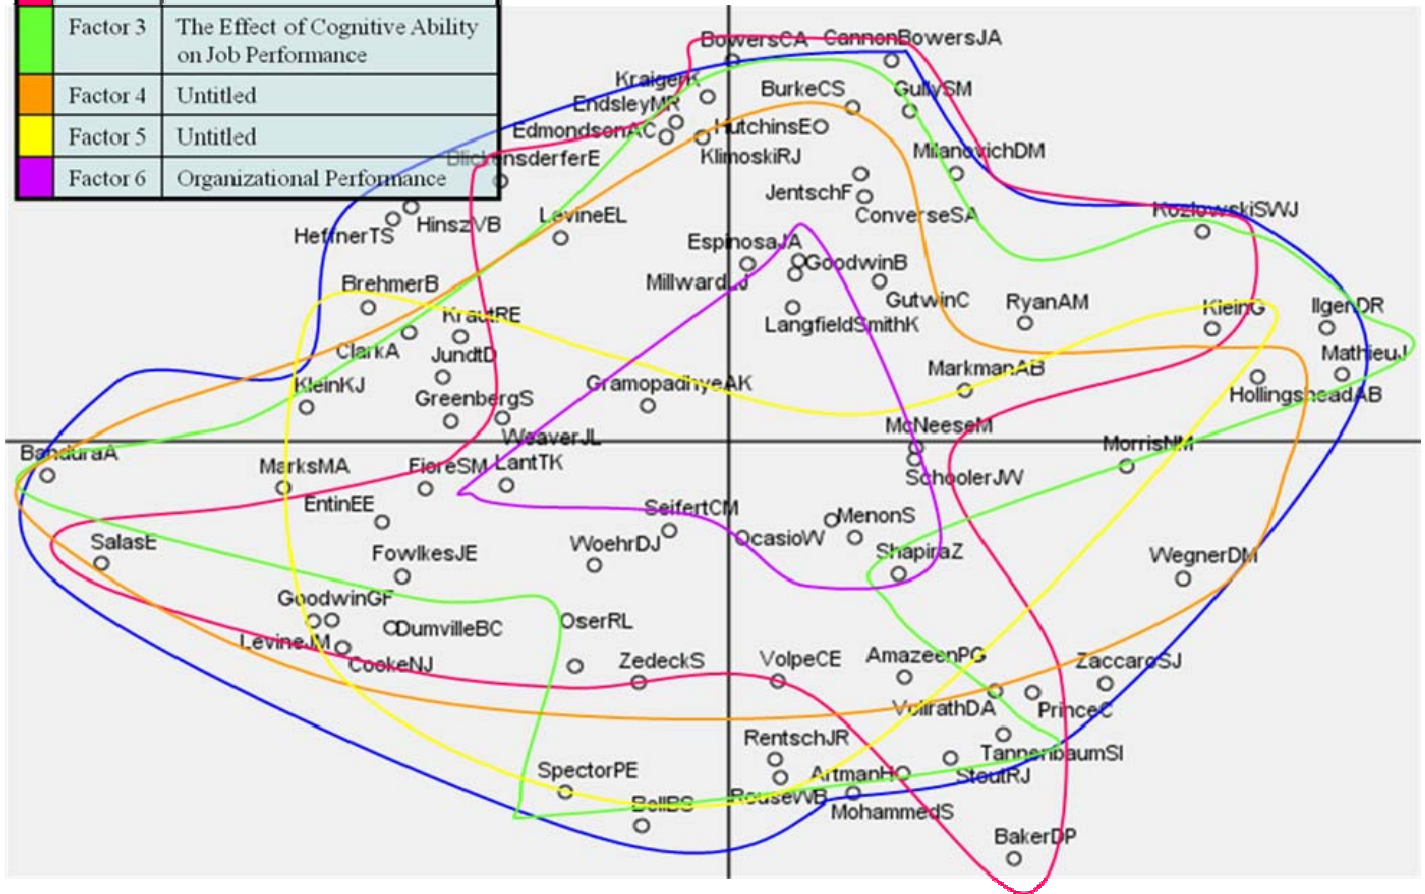 Factor 3 The Effect of Cognitive Ability
on Job Performance
Factor 4 Untitled
Factor 5 Untitled
Factor 6 Organizational Performance
BowersCA CannonBowersJA
KraigerK
BurkeCS GullySM
EndsleyMR
EdmondsonAC HutchinsE
BlickensderferE KlimoskiRJ MilanovichDM
JentschF
HinszVB LevineEL ConverseSA KozlowskiSWJ
HeffnerTS
EspinosaJA
GoodwinB
BrehmerB MillwardLJ
GutwinC RyanAM KleinG IlgenDR
KrautRE LangfieldSmithK
ClarkA JundtD MathieuJ
KleinKJ GramopadhyeAK MarkmanAB
GreenbergS HollingsheadAB
WeaverJL McNeeseM
BanduraA MorrisNM
MarksMA FioreSM LantTK
SchoolerJW
EntinEE SeifertCM MenonS
SalasE FowlkesJE WoehrDJ OcasioW ShapiraZ WegnerDM
GoodwinGF
DumvilleBC OserRL
LevineJM
CookeNJ ZedeckS VolpeCE AmazeenPG ZaccaroSJ
VollrathDA PrinceC
RentschJR TannenbaumSI
SpectorPE ArtmanH StoutRJ
BellBS RouseWB MohammedS
BakerDP